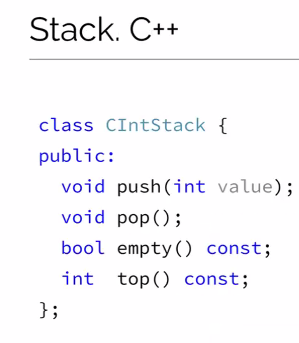 Stack. C++
class CIntStack {
public:
  void push(int value);
  void pop();
  bool empty() const;
  int  top() const;
};